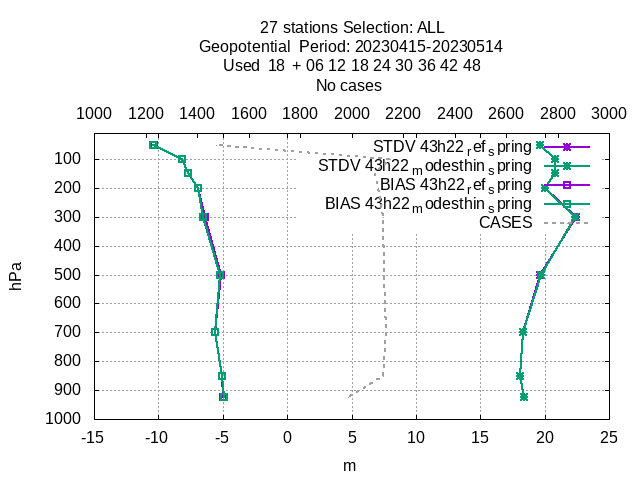 27 stations Selection: ALL
Geopotential  Period: 20230415-20230514
Used 18 + 06 12 18 24 30 36 42 48
No cases
1000 1200 1400 1600 1800 2000 2200 2400 2600 2800 3000
STDV 43h22_ref_spring
STDV 43h22_modesthin_spring
BIAS 43h22_ref_spring
BIAS 43h22_modesthin_spring
CASES
100
200
300
400
500
600
700
800
900
1000
hPa
-15 -10 -5 0 5 10 15 20 25
m